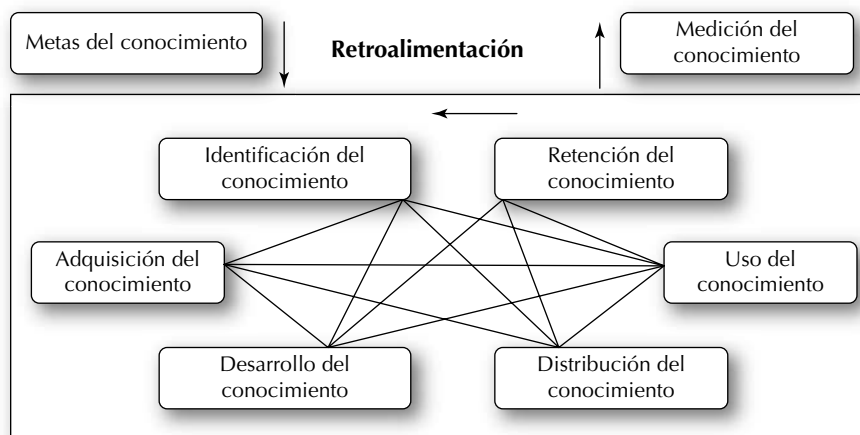 Metas del conocimiento
Retroalimentación
Medición del
conocimiento
Identificación del
conocimiento
Retención del
conocimiento
Adquisición del
conocimiento
Uso del
conocimiento
Desarrollo del
conocimiento
Distribución del
conocimiento